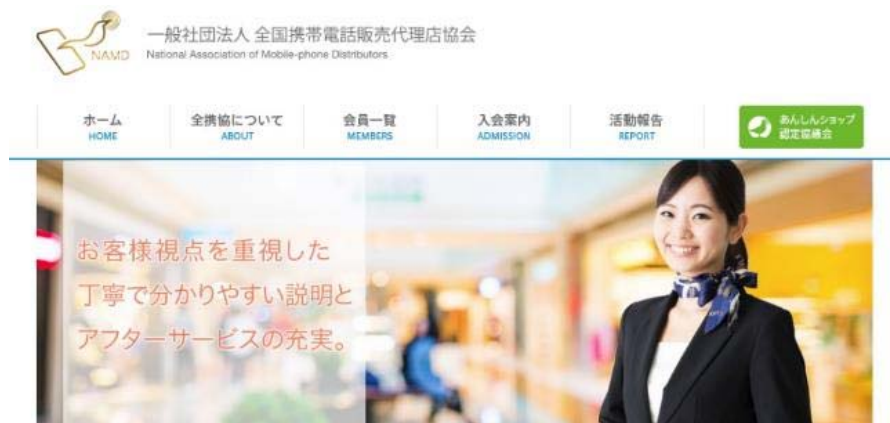 NAMD
一般社団法人 全国携帯電話販売代理店協会
National Association of Mobile-phone Distributors
ホーム
HOME
全携協について
ABOUT
会員一覧
MEMBERS
入会案内
ADMISSION
活動報告
REPORT
あんしんショップ
認定協議会
お客様視点を重視した
丁寧で分かりやすい説明と
アフターサービスの充実。